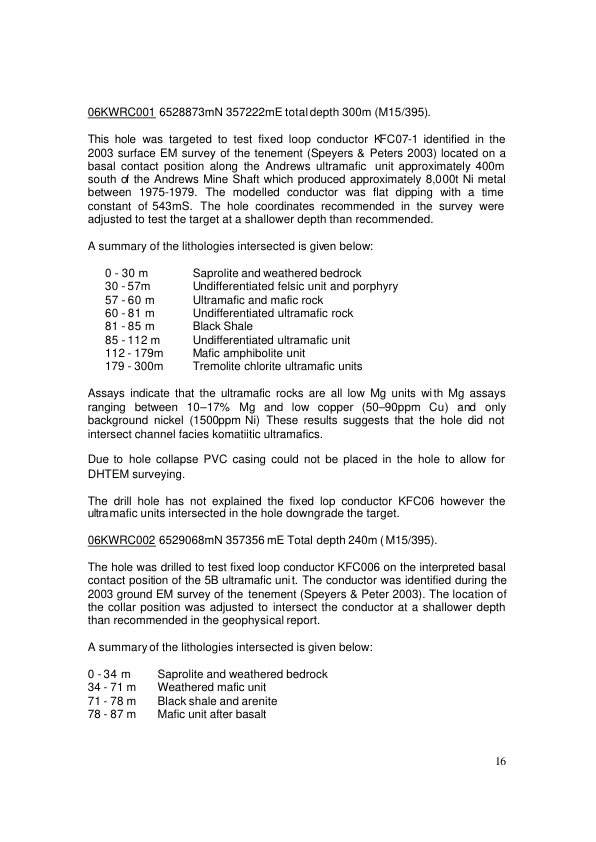 06KWRC001 6528873mN 357222mE total depth 300m (M15/395).
This hole was targeted to test fixed loop conductor KFC07-1 identified in the
2003 surface EM survey of the tenement (Speyers & Peters 2003) located on a
basal contact position along the Andrews ultramafic unit approximately 400m
south of the Andrews Mine Shaft which produced approximately 8,000t Ni metal
between 1975-1979. The modelled conductor was flat dipping with a time
constant of 543mS. The hole coordinates recommended in the survey were
adjusted to test the target at a shallower depth than recommended.
A summary of the lithologies intersected is given below:
0 - 30 m Saprolite and weathered bedrock
30 - 57m Undifferentiated felsic unit and porphyry
57 - 60 m Ultramafic and mafic rock
60 - 81 m Undifferentiated ultramafic rock
81 - 85 m Black Shale
85 - 112 m Undifferentiated ultramafic unit
112 - 179m Mafic amphibolite unit
179 - 300m Tremolite chlorite ultramafic units
Assays indicate that the ultramafic rocks are all low Mg units with Mg assays
ranging between 10–17% Mg and low copper (50–90ppm Cu) and only
background nickel (1500ppm Ni) These results suggests that the hole did not
intersect channel facies komatiitic ultramafics.
Due to hole collapse PVC casing could not be placed in the hole to allow for
DHTEM surveying.
The drill hole has not explained the fixed lop conductor KFC06 however the
ultramafic units intersected in the hole downgrade the target.
06KWRC002 6529068mN 357356 mE Total depth 240m (M15/395).
The hole was drilled to test fixed loop conductor KFC006 on the interpreted basal
contact position of the 5B ultramafic unit. The conductor was identified during the
2003 ground EM survey of the tenement (Speyers & Peter 2003). The location of
the collar position was adjusted to intersect the conductor at a shallower depth
than recommended in the geophysical report.
A summary of the lithologies intersected is given below:
0 - 34 m Saprolite and weathered bedrock
34 - 71 m Weathered mafic unit
71 - 78 m Black shale and arenite
78 - 87 m Mafic unit after basalt
16